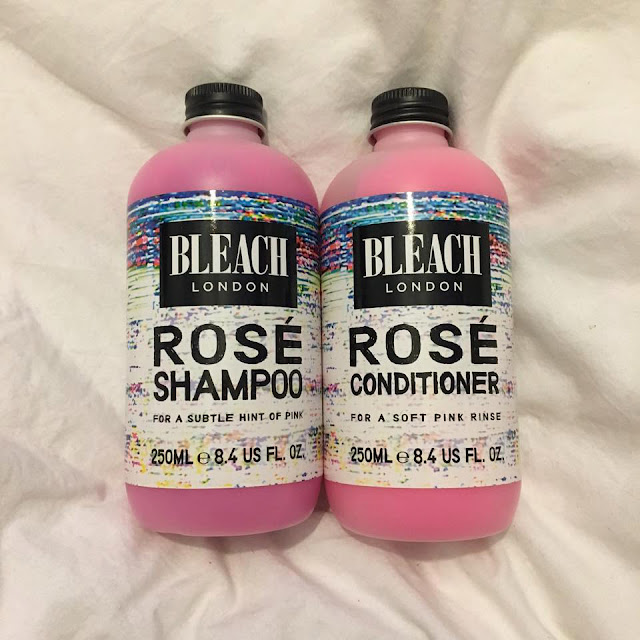 BLEACH
LONDON
ROSÉ
SHAMPOO
FOR A SUBTLE HINT OF PINK
250ML ℮ 8.4 US FL. OZ.
BLEACH
LONDON
ROSÉ
CONDITIONER
FOR A SOFT PINK RINSE
250ML ℮ 8.4 US FL. OZ.